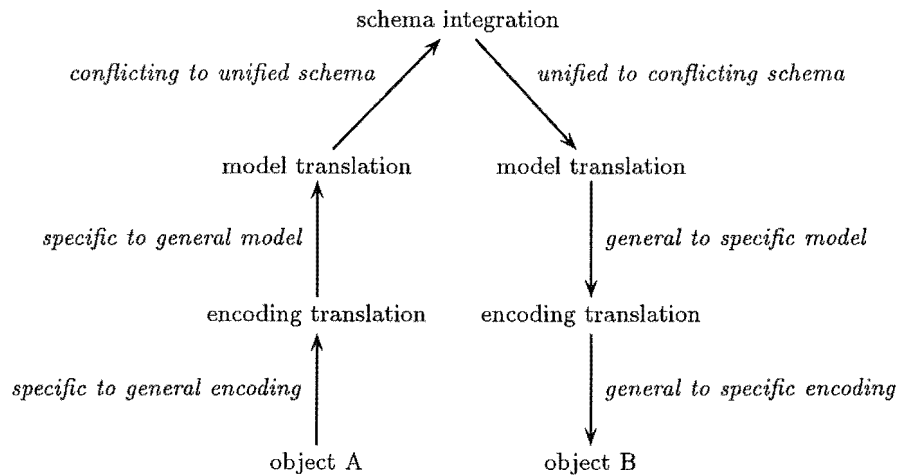 schema integration
conflicting to unified schema
unified to conflicting schema
model translation
model translation
specific to general model
general to specific model
encoding translation
encoding translation
specific to general encoding
general to specific encoding
object A
object B